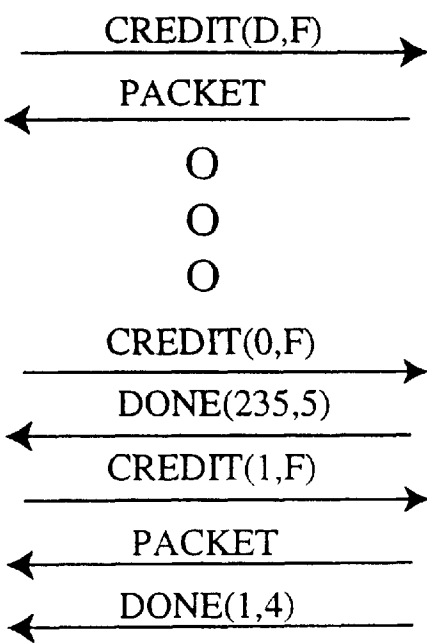 CREDIT(D,F)
PACKET
O
O
O
CREDIT(0,F)
DONE(235,5)
CREDIT(1,F)
PACKET
DONE(1,4)